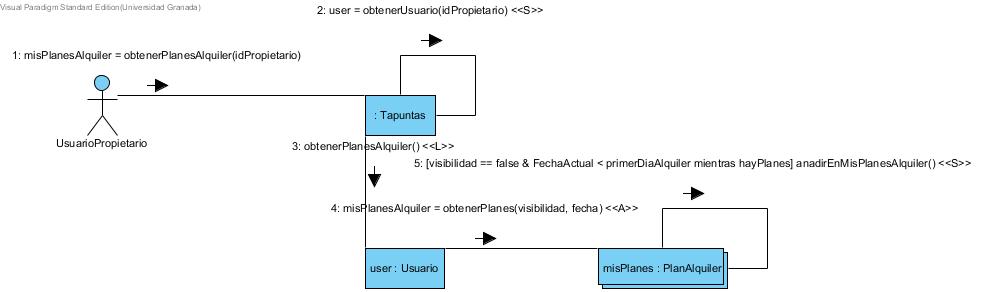 Visual Paradigm Standard Edition(Universidad Granada)
2: user = obtenerUsuario(idPropietario) <<S>>
1: misPlanesAlquiler = obtenerPlanesAlquiler(idPropietario)
: Tapuntas
UsuarioPropietario
3: obtenerPlanesAlquiler() <<L>>
5: [visibilidad == false & FechaActual < primerDiaAlquiler mientras hayPlanes] anadirEnMisPlanesAlquiler() <<S>>
4: misPlanesAlquiler = obtenerPlanes(visibilidad, fecha) <<A>>
user : Usuario
misPlanes : PlanAlquiler